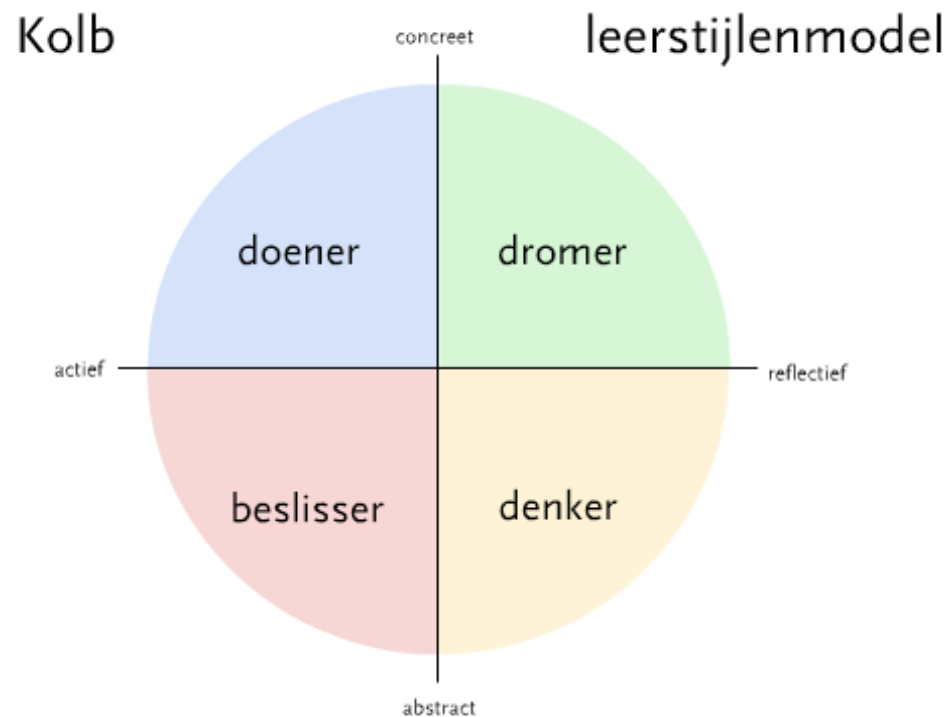 Kolb
concreet
leerstijlenmodel
doener
dromer
actief
reflectief
beslisser
denker
abstract